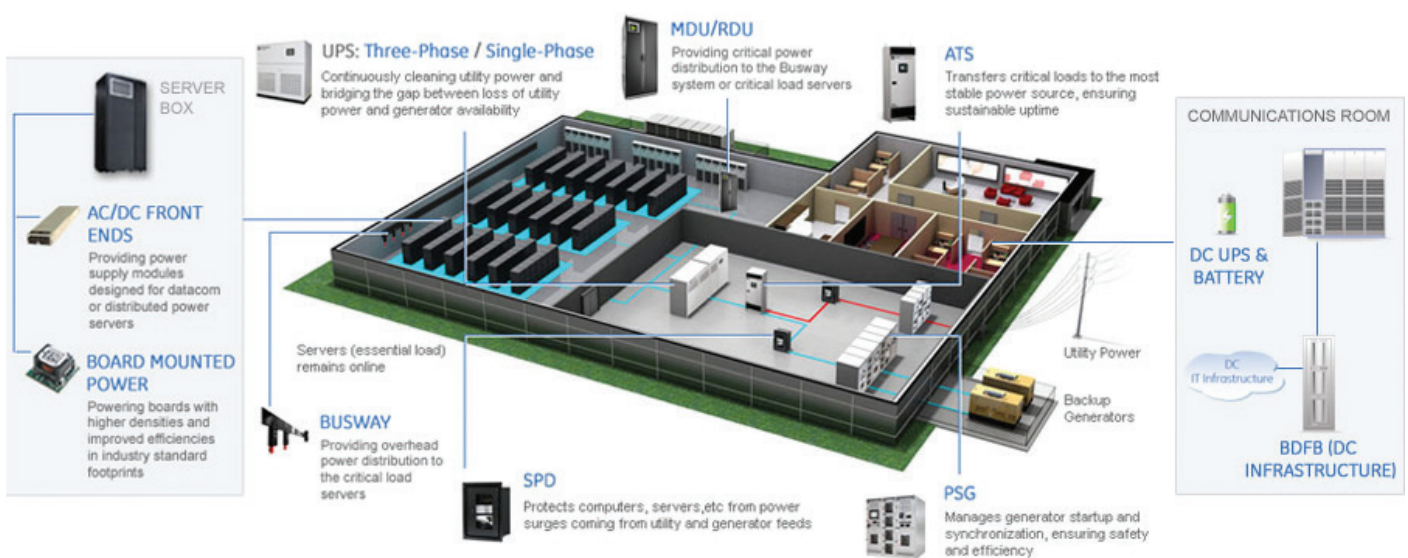 SERVER
BOX
AC/DC FRONT
ENDS
Providing power
supply modules
designed for datacom
or distributed power
servers
BOARD MOUNTED
POWER
Powering boards with
higher densities and
improved efficiencies
in industry standard
footprints
UPS: Three-Phase / Single-Phase
Continuously cleaning utility power and
bridging the gap between loss of utility
power and generator availability
MDU/RDU
Providing critical power
distribution to the Busway
system or critical load servers
ATS
Transfers critical loads to the most
stable power source, ensuring
sustainable uptime
Servers (essential load)
remains online
BUSWAY
Providing overhead
power distribution to
the critical load
servers
SPD
Protects computers, servers,etc from power
surges coming from utility and generator feeds
PSG
Manages generator startup and
synchronization, ensuring safety
and efficiency
Utility Power
Backup
Generators
COMMUNICATIONS ROOM
DC UPS &
BATTERY
DC
IT Infrastructure
BDFB (DC
INFRASTRUCTURE)